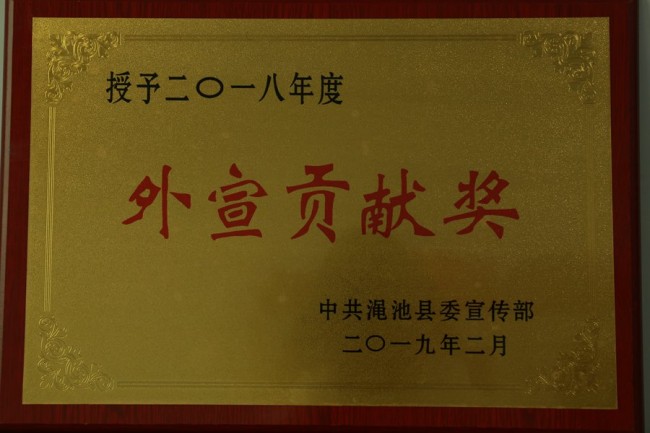 授予二〇一八年度
外宣贡献奖
中共渑池县委宣传部
二〇一九年二月